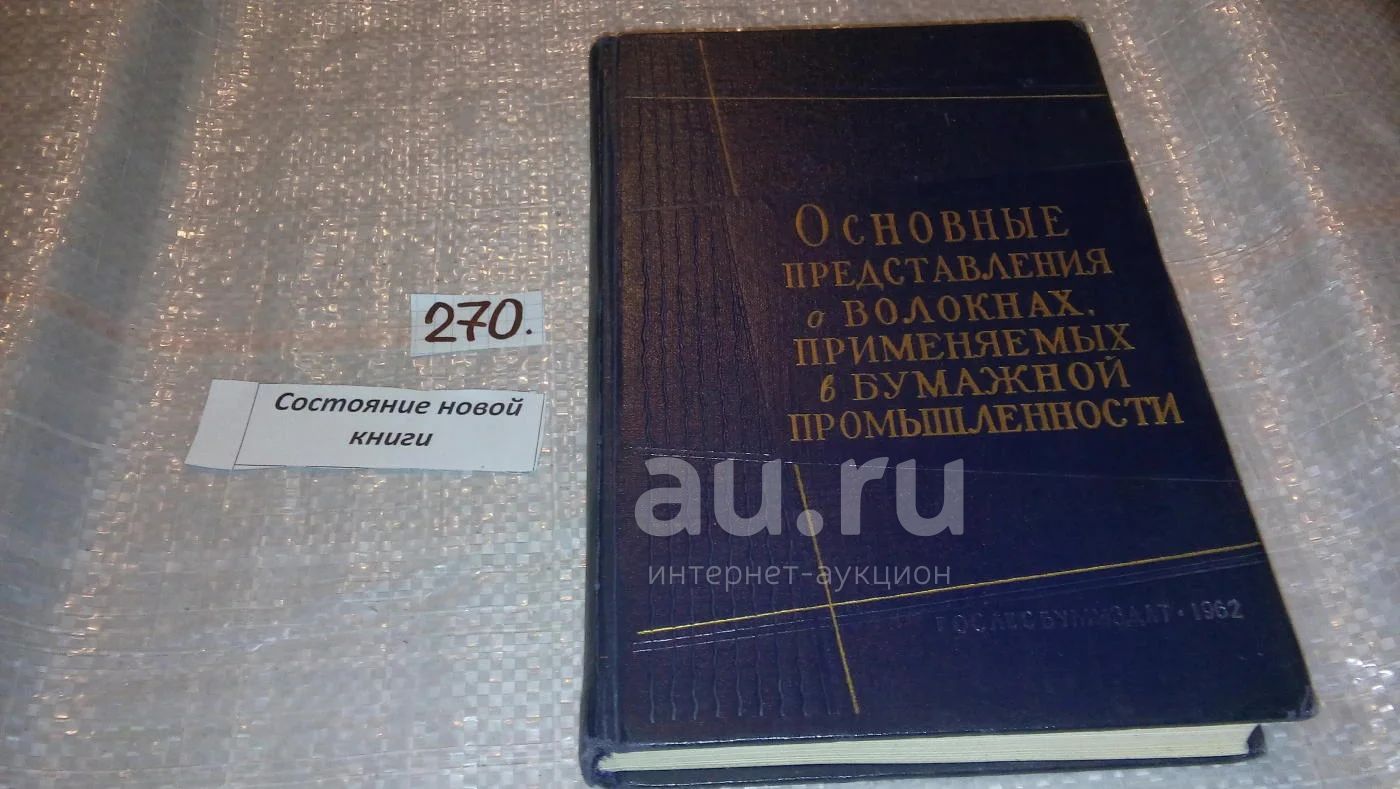 270.
Состояние новой
книги
Основные
представления
о волокнах,
применяемых
в бумажной
промышленности
au.ru
интернет-аукцион
ГОСЛЕСБУМИЗДАТ • 1962